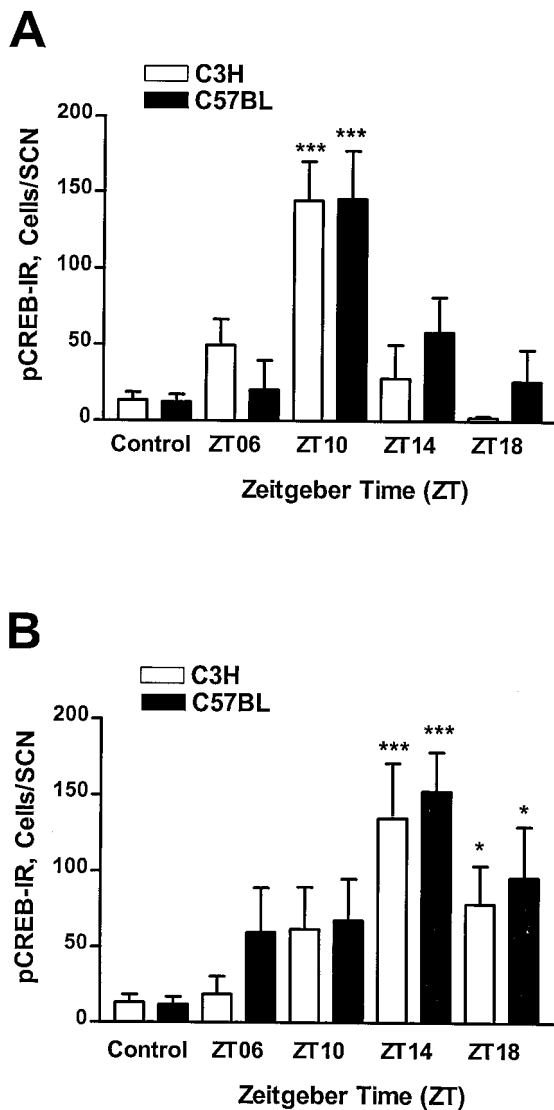 A
C3H
C57BL
200
150
100
50
0
pCREB-IR, Cells/SCN
*** ***
Control ZT06 ZT10 ZT14 ZT18
Zeitgeber Time (ZT)
B
C3H
C57BL
200
150
100
50
0
pCREB-IR, Cells/SCN
*** ***
* *
Control ZT06 ZT10 ZT14 ZT18
Zeitgeber Time (ZT)